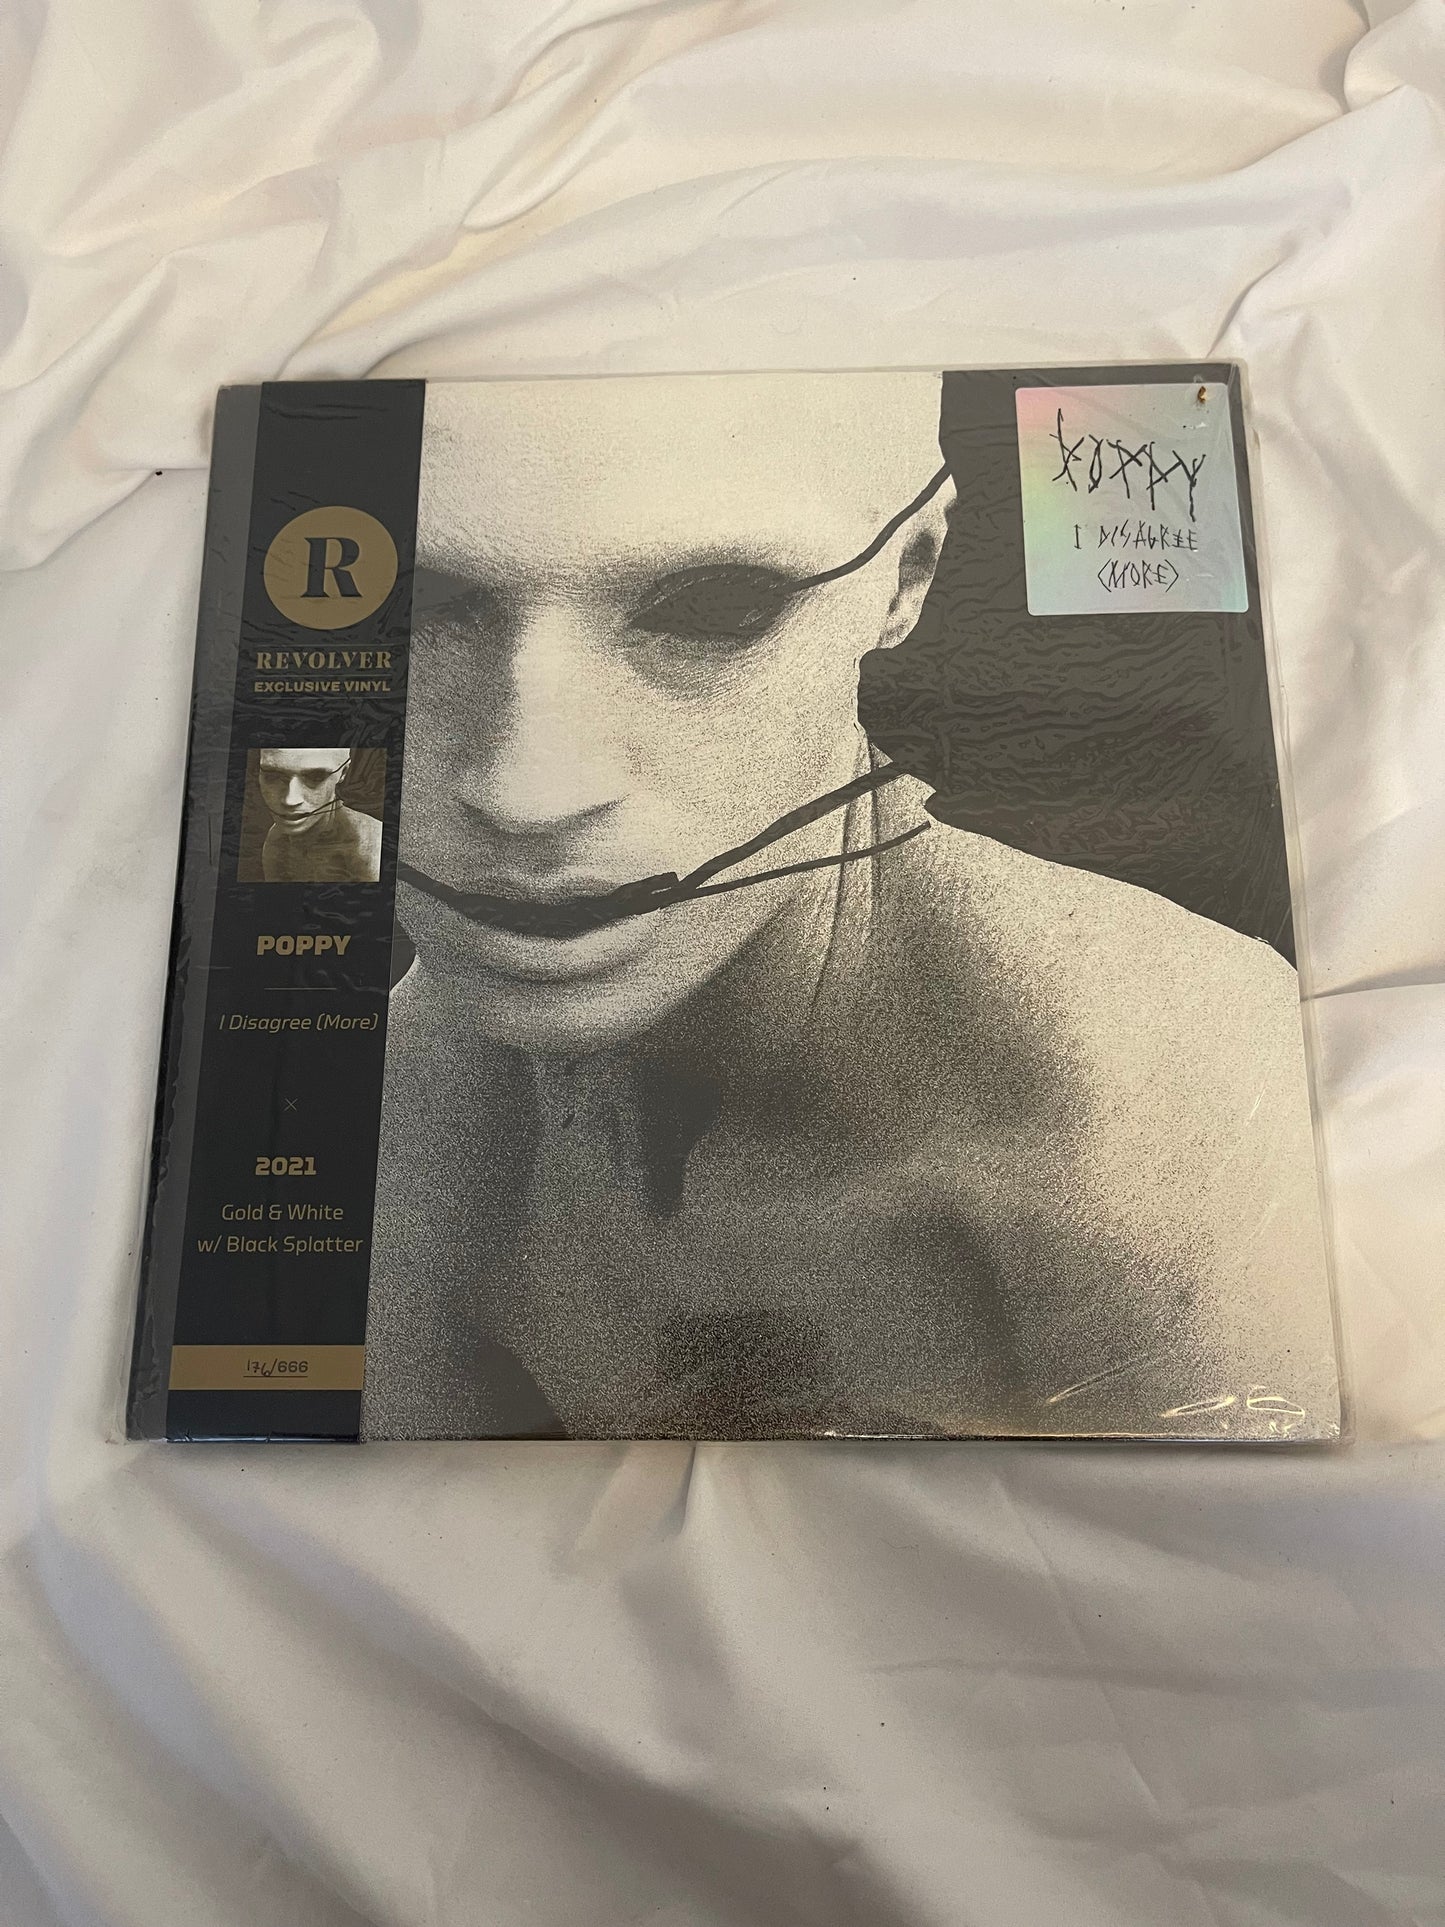 R
REVOLVER
EXCLUSIVE VINYL
POPPY
I Disagree (More)
2021
Gold & White
w/ Black Splatter
176/666
POPPY
I DISAGREE
(MORE)